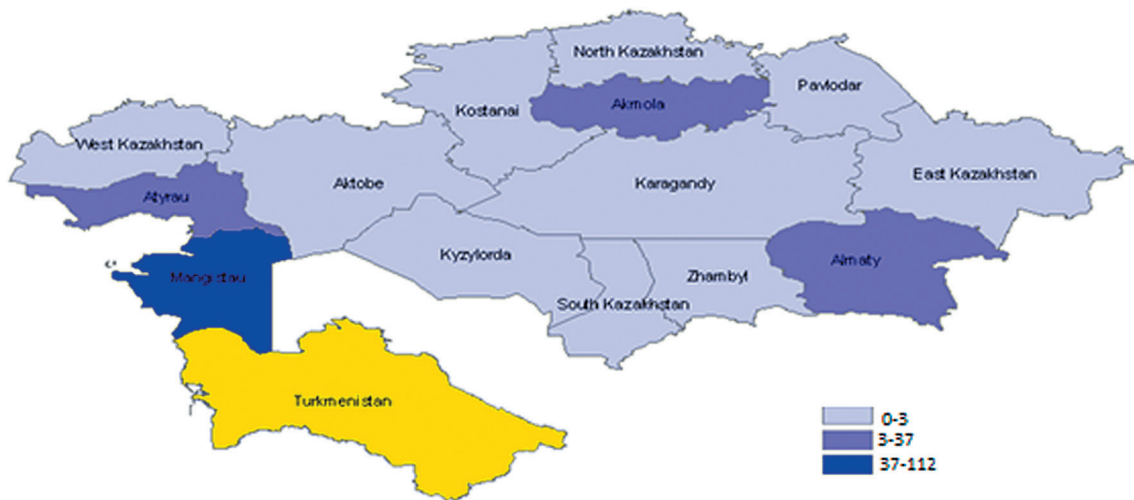 North Kazakhstan
Pavlodar
Akmola
Kostanai
West Kazakhstan
East Kazakhstan
Aktobe
Karagandy
Atyrau
Kyzylorda
Almaty
Zhambyl
Mangistau
South Kazakhstan
Turkmenistan
0-3
3-37
37-112